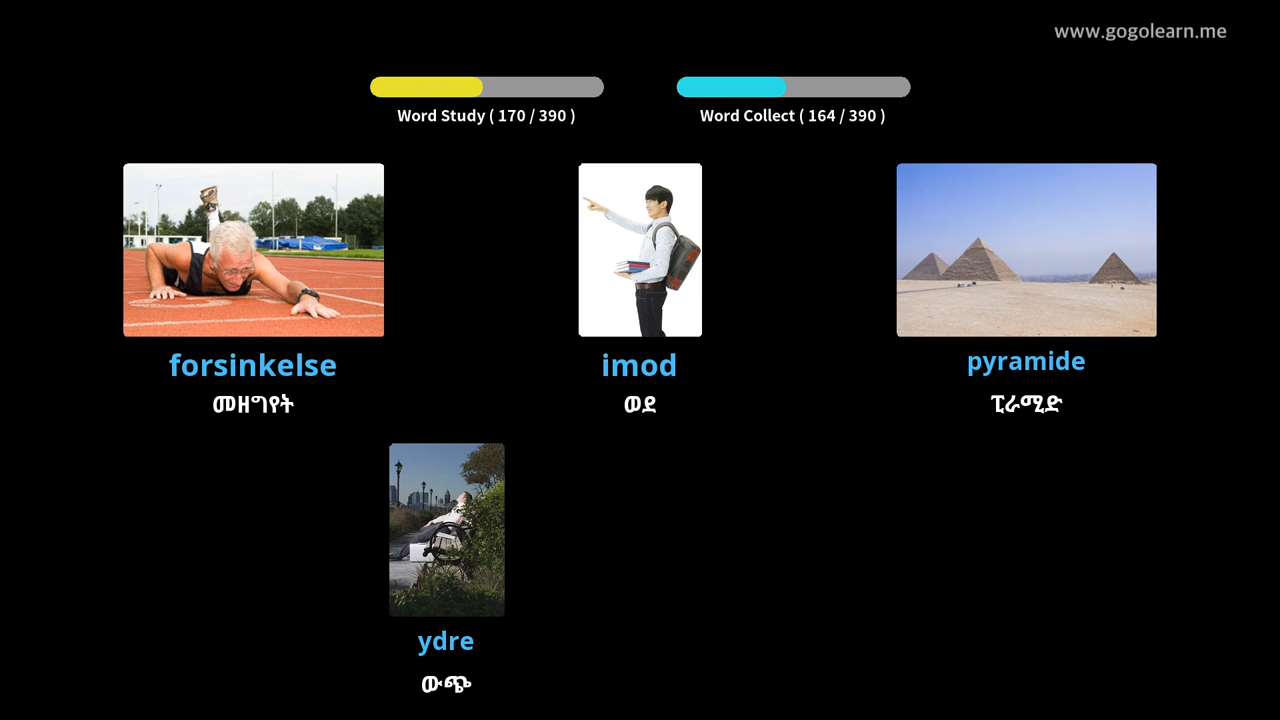 www.gogolearn.me
Word Study ( 170 / 390 )
Word Collect ( 164 / 390 )
forsinkelse
imod
pyramide
መዘግየት
ወደ
ፒራሚድ
ydre
ውጭ